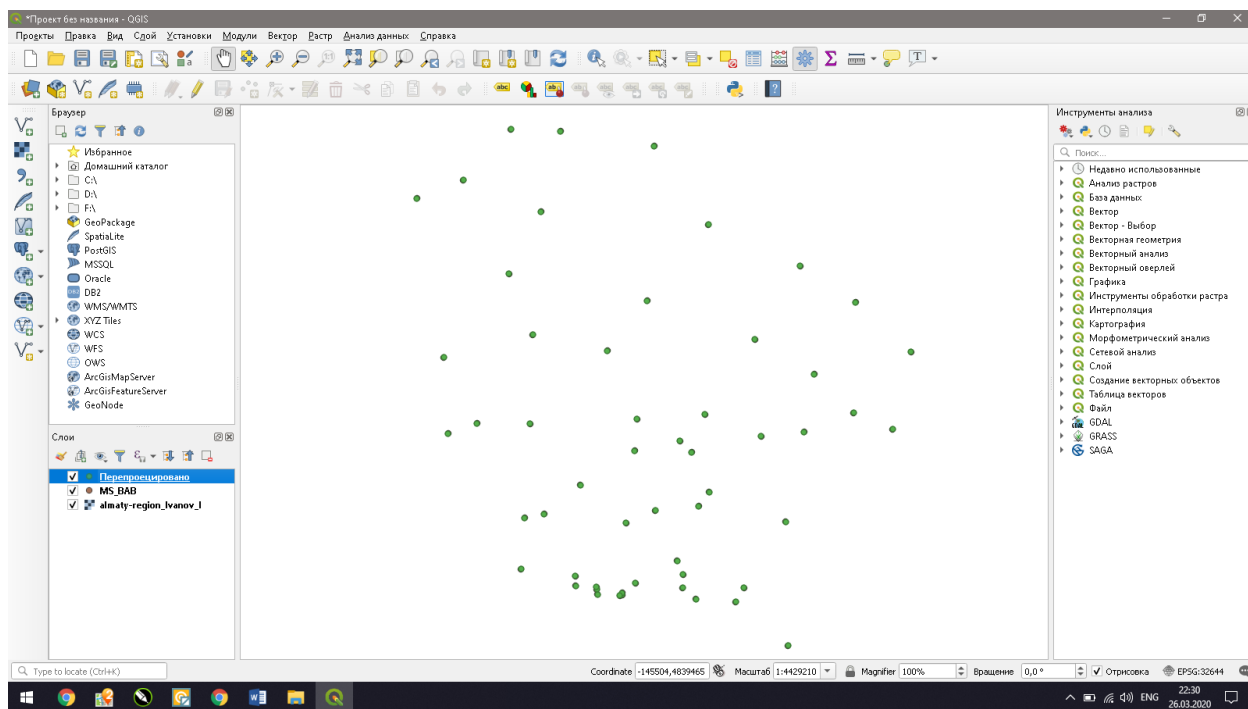 *Проект без названия - QGIS
Проекты Правка Вид Слой Установки Модули Вектор Растр Анализ данных Справка
Браузер
Избранное
Домашний каталог
C:\
D:\
F:\
GeoPackage
SpatiaLite
PostGIS
MSSQL
Oracle
DB2
WMS/WMTS
XYZ Tiles
WCS
WFS
OWS
ArcGisMapServer
ArcGisFeatureServer
GeoNode
Слои
Перепроецировано
MS_BAB
almaty-region_Ivanov_I
Инструменты анализа
Поиск...
Недавно использованные
Анализ растров
База данных
Вектор
Вектор - Выбор
Векторная геометрия
Векторный анализ
Векторный оверлей
Графика
Инструменты обработки растра
Интерполяция
Картография
Морфометрический анализ
Сетевой анализ
Слой
Создание векторных объектов
Таблица векторов
Файл
GDAL
GRASS
SAGA
Type to locate (Ctrl+K)
Coordinate -145504,4839465 Масштаб 1:4429210 Magnifier 100% Вращение 0,0 ° Отрисовка EPSG:32644
ENG 22:30
26.03.2020